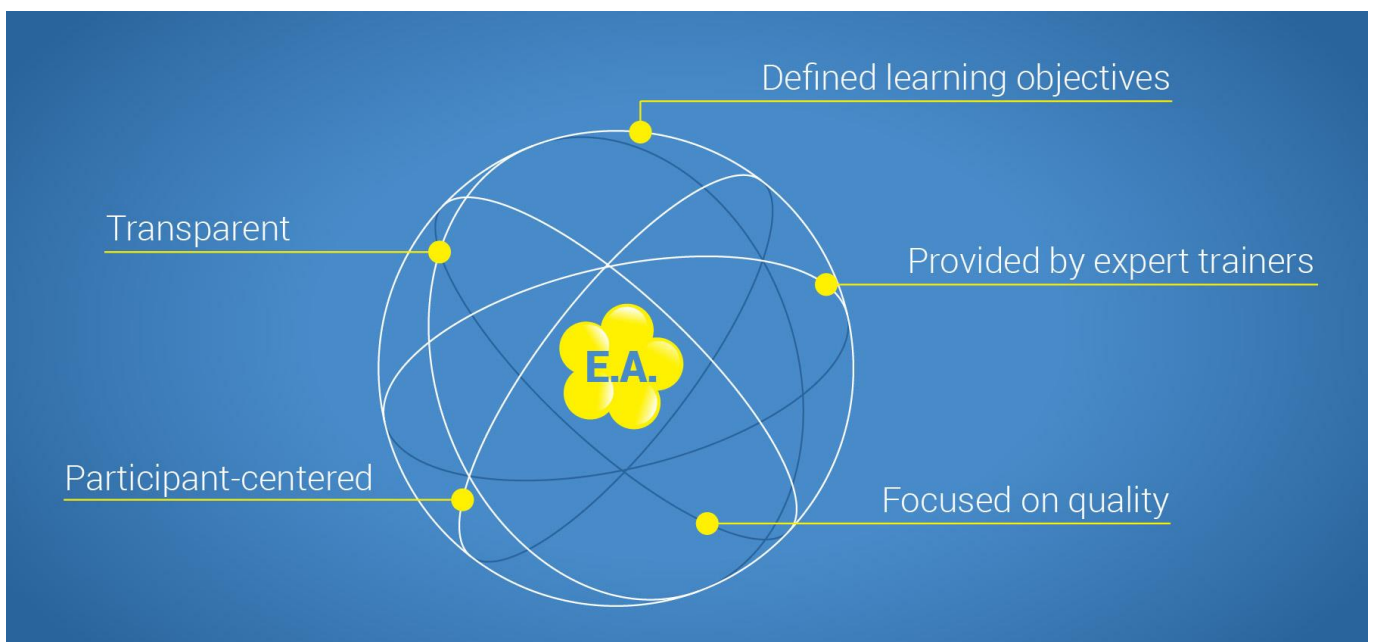 Defined learning objectives
Transparent
Provided by expert trainers
E.A.
Participant-centered
Focused on quality